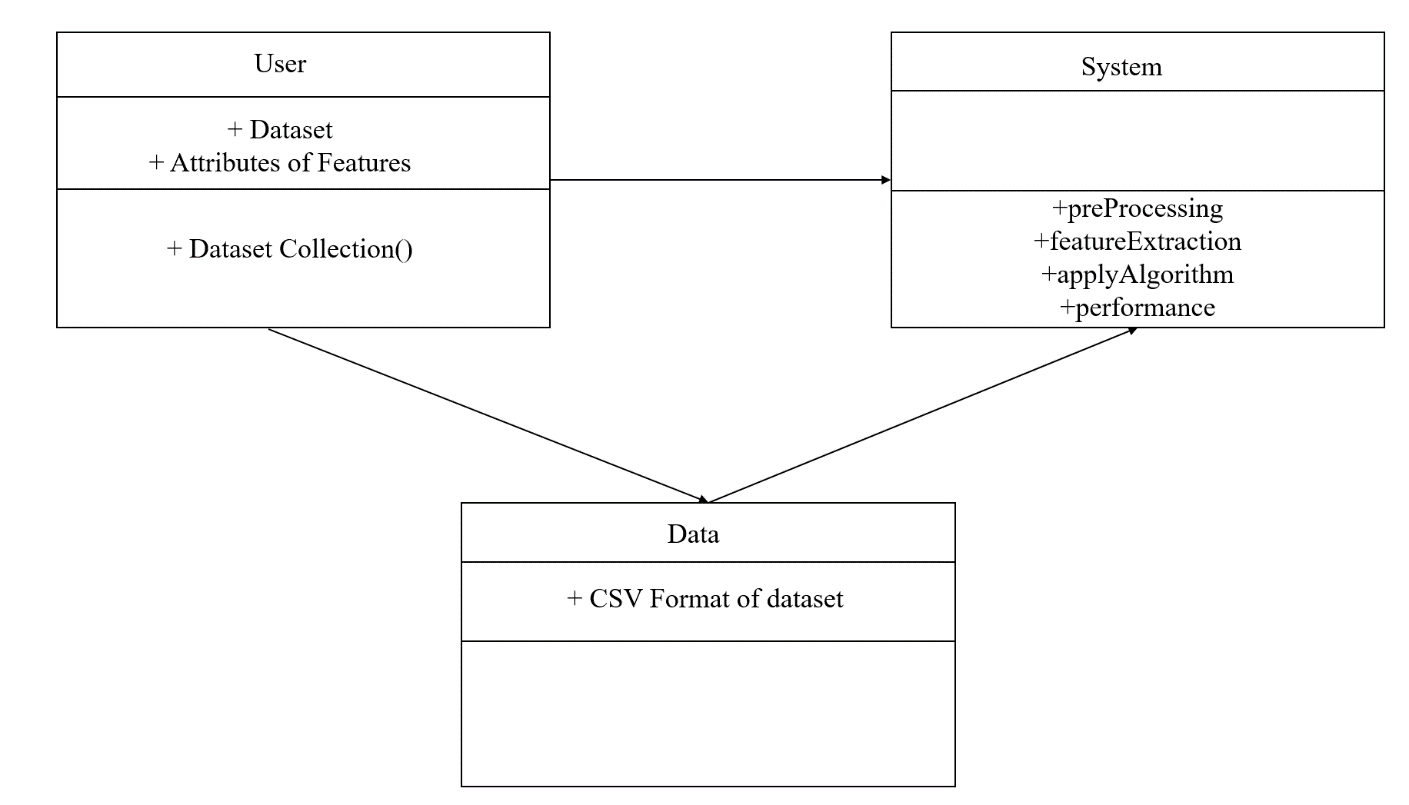 User
+ Dataset
+ Attributes of Features
+ Dataset Collection()
System
+preProcessing
+featureExtraction
+applyAlgorithm
+performance
Data
+ CSV Format of dataset